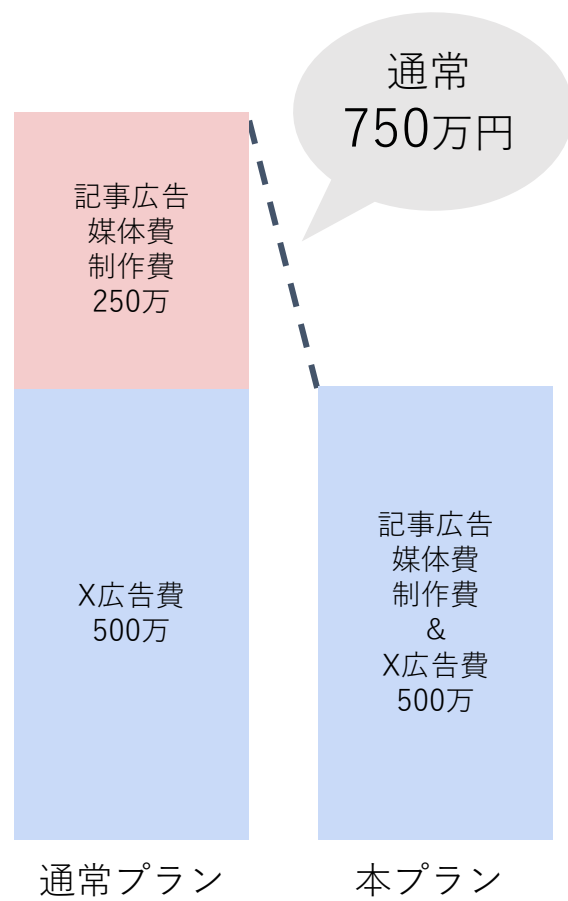 通常
750万円
記事広告
媒体費
制作費
250万
X広告費
500万
記事広告
媒体費
制作費
&
X広告費
500万
通常プラン
本プラン